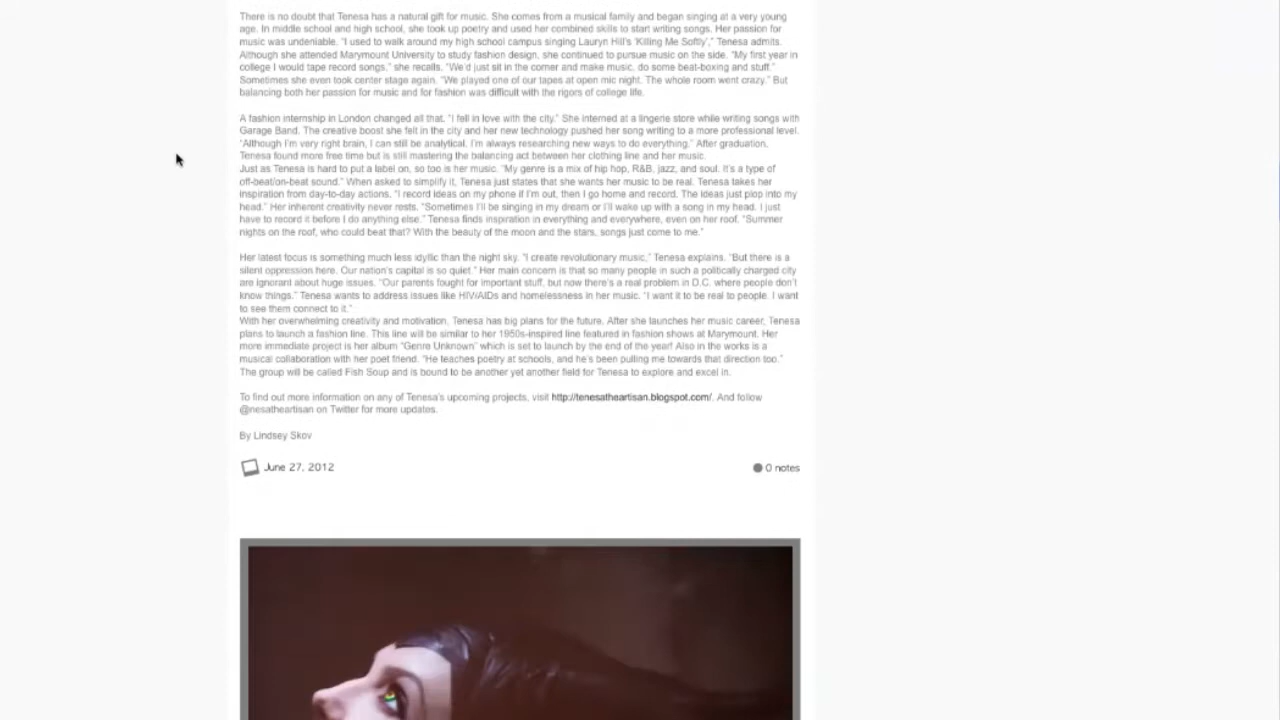 There is no doubt that Tenesa has a natural gift for music. She comes from a musical family and began singing at a very young
age. In middle school and high school, she took up poetry and used her combined skills to start writing songs. Her passion for
music was undeniable. "I used to walk around my high school campus singing Lauryn Hill's 'Killing Me Softly'," Tenesa admits.
Although she attended Marymount University to study fashion design, she continued to pursue music on the side. "My first year in
college I would tape record songs," she recalls. "We'd just sit in the corner and make music, do some beat-boxing and stuff."
Sometimes she even took center stage again. "We played one of our tapes at open mic night. The whole room went crazy." But
balancing both her passion for music and for fashion was difficult with the rigors of college life.
A fashion internship in London changed all that. "I fell in love with the city." She interned at a lingerie store while writing songs with
Garage Band. The creative boost she felt in the city and her new technology pushed her song writing to a more professional level.
"Although I'm very right brain, I can still be analytical. I'm always researching new ways to do everything." After graduation,
Tenesa found more free time but is still mastering the balancing act between her clothing line and her music.
Just as Tenesa is hard to put a label on, so too is her music. "My genre is a mix of hip hop, R&B, jazz, and soul. It's a type of
off-beat/on-beat sound." When asked to simplify it, Tenesa just states that she wants her music to be real. Tenesa takes her
inspiration from day-to-day actions. "I record ideas on my phone if I'm out, then I go home and record. The ideas just plop into my
head." Her inherent creativity never rests. "Sometimes I'll be singing in my dream or I'll wake up with a song in my head. I just
have to record it before I do anything else." Tenesa finds inspiration in everything and everywhere, even on her roof. "Summer
nights on the roof, who could beat that? With the beauty of the moon and the stars, songs just come to me."
Her latest focus is something much less idyllic than the night sky. "I create revolutionary music," Tenesa explains. "But there is a
silent oppression here. Our nation's capital is so quiet." Her main concern is that so many people in such a politically charged city
are ignorant about huge issues. "Our parents fought for important stuff, but now there's a real problem in D.C. where people don't
know things." Tenesa wants to address issues like HIV/AIDs and homelessness in her music. "I want it to be real to people. I want
to see them connect to it."
With her overwhelming creativity and motivation, Tenesa has big plans for the future. After she launches her music career, Tenesa
plans to launch a fashion line. This line will be similar to her 1950s-inspired line featured in fashion shows at Marymount. Her
more immediate project is her album "Genre Unknown" which is set to launch by the end of the year! Also in the works is a
musical collaboration with her poet friend. "He teaches poetry at schools, and he's been pulling me towards that direction too."
The group will be called Fish Soup and is bound to be another yet another field for Tenesa to explore and excel in.
To find out more information on any of Tenesa's upcoming projects, visit http://tenesatheartisan.blogspot.com/. And follow
@nesatheartisan on Twitter for more updates.
By Lindsey Skov
June 27, 2012
0 notes